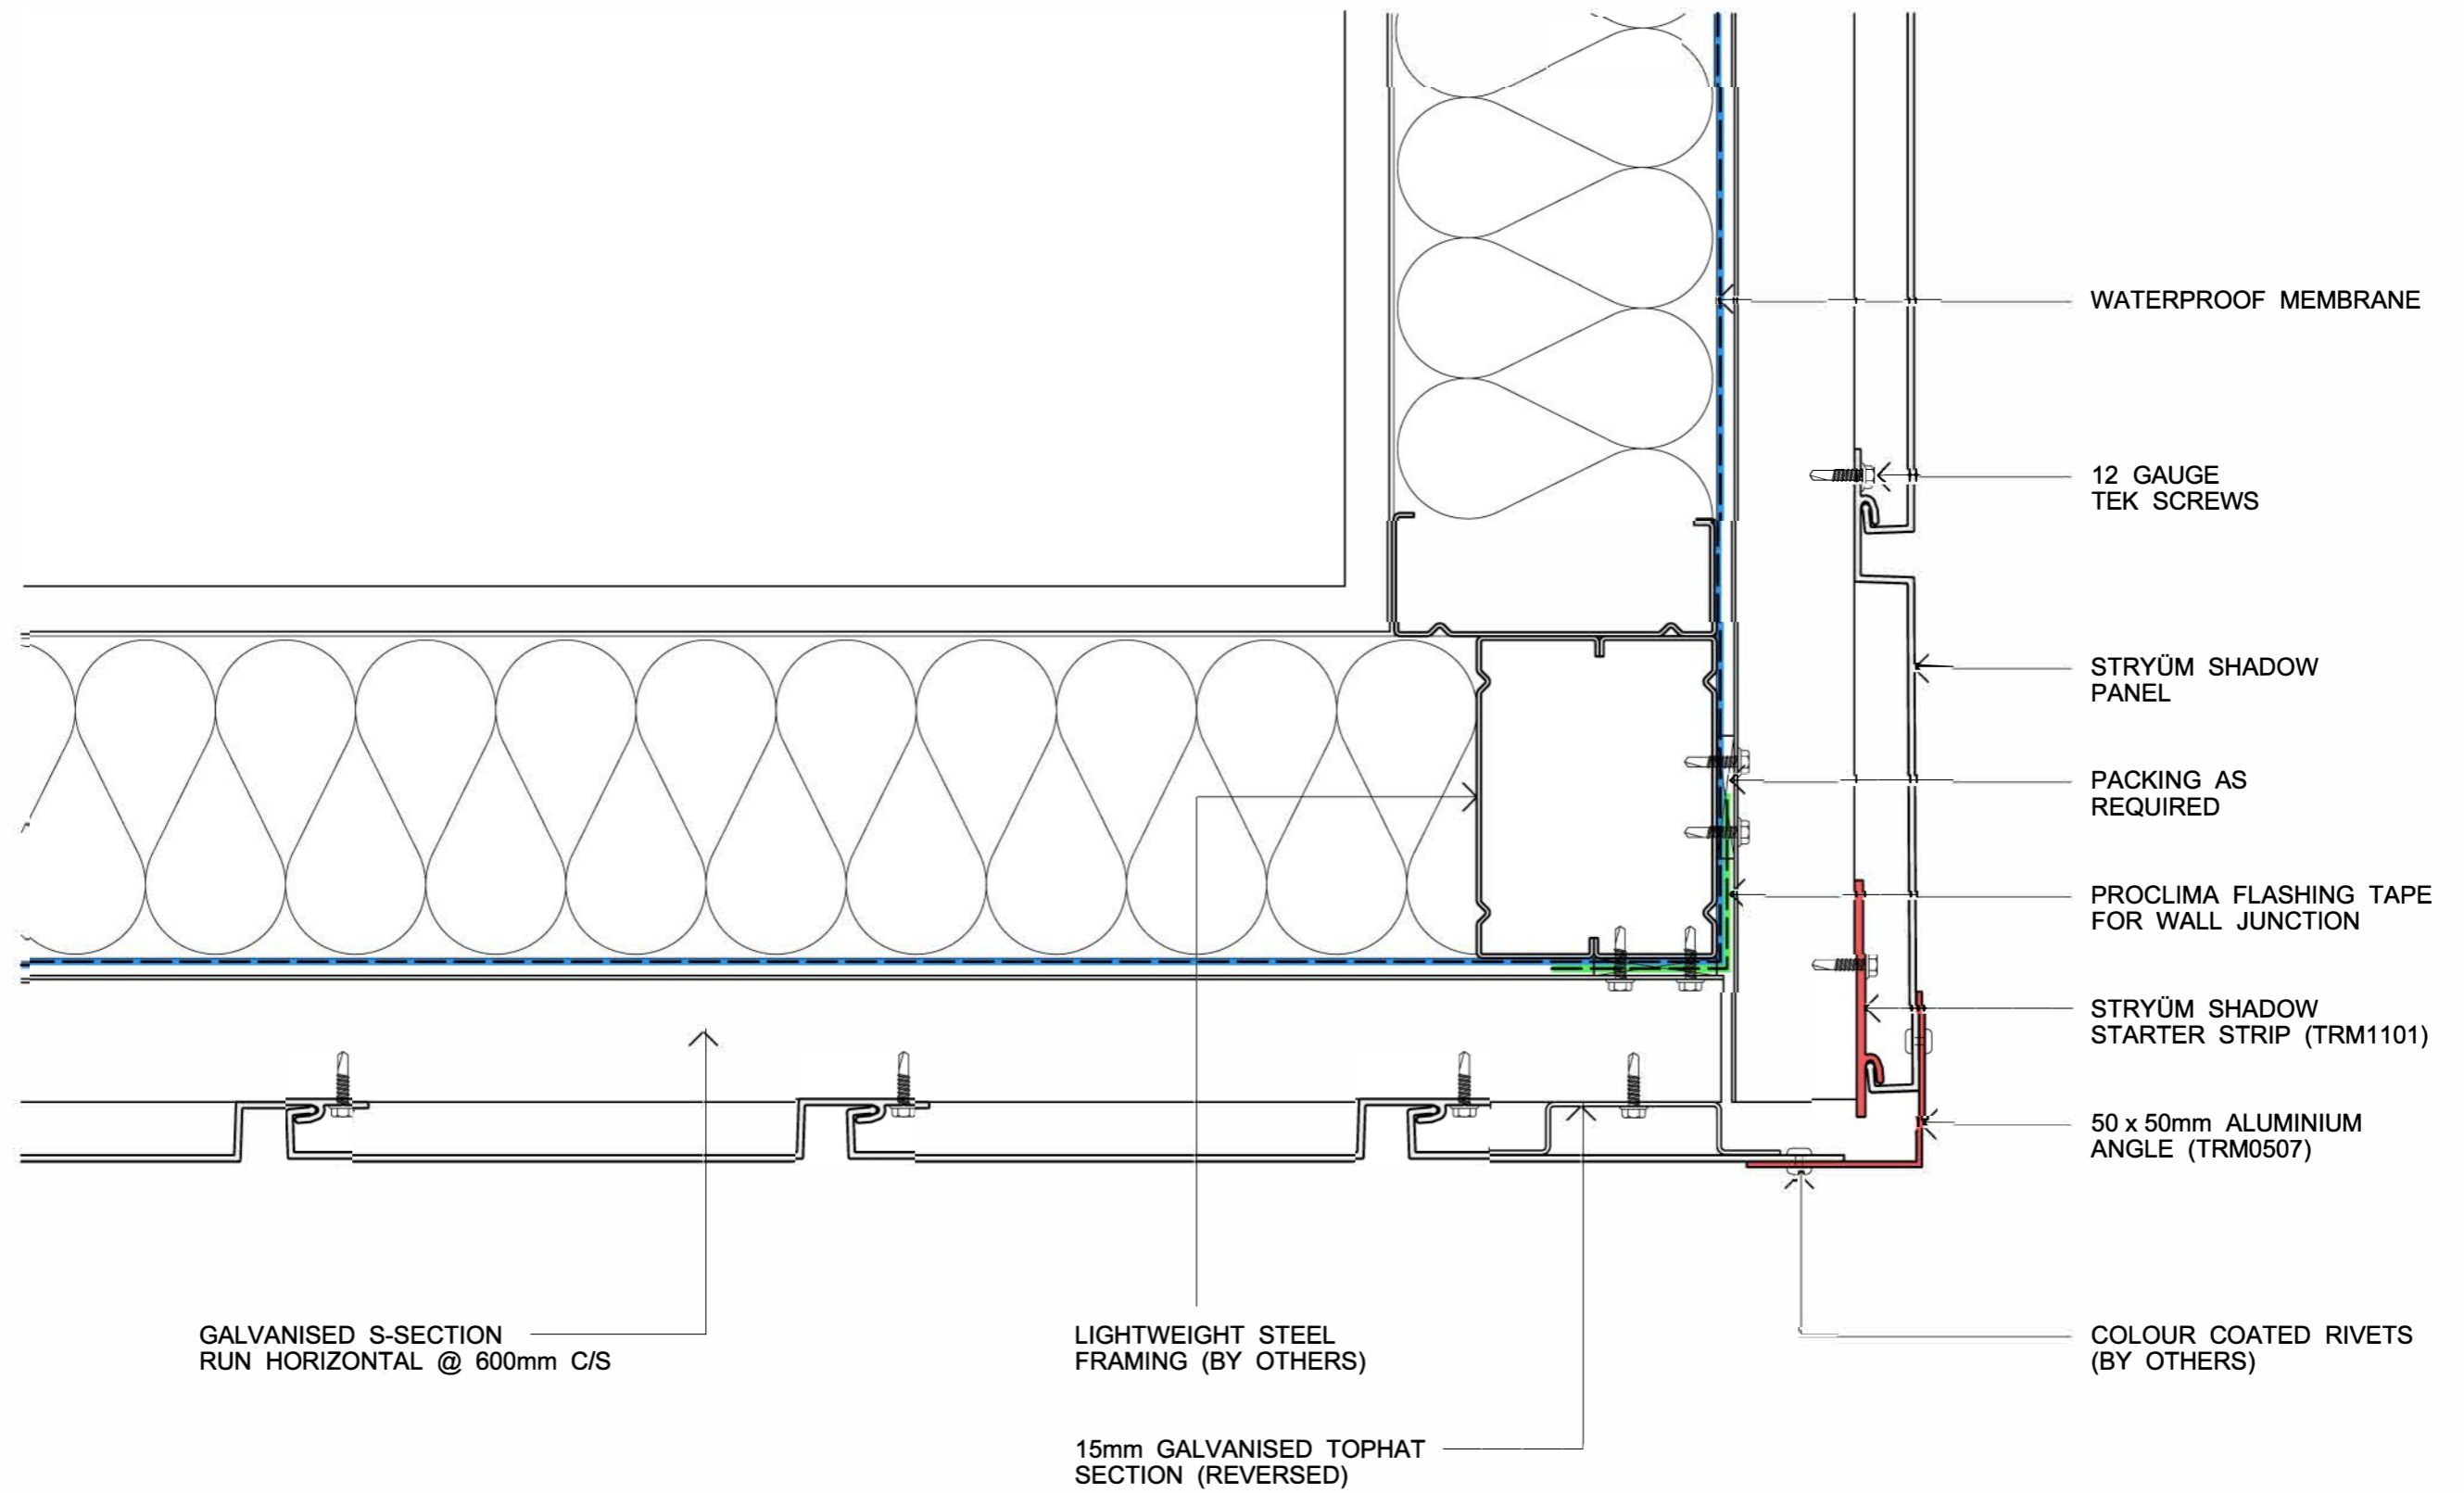 WATERPROOF MEMBRANE
12 GAUGE
TEK SCREWS
STRYÜM SHADOW
PANEL
PACKING AS
REQUIRED
PROCLIMA FLASHING TAPE
FOR WALL JUNCTION
STRYÜM SHADOW
STARTER STRIP (TRM1101)
50 x 50mm ALUMINIUM
ANGLE (TRM0507)
GALVANISED S-SECTION
RUN HORIZONTAL @ 600mm C/S
LIGHTWEIGHT STEEL
FRAMING (BY OTHERS)
COLOUR COATED RIVETS
(BY OTHERS)
15mm GALVANISED TOPHAT
SECTION (REVERSED)